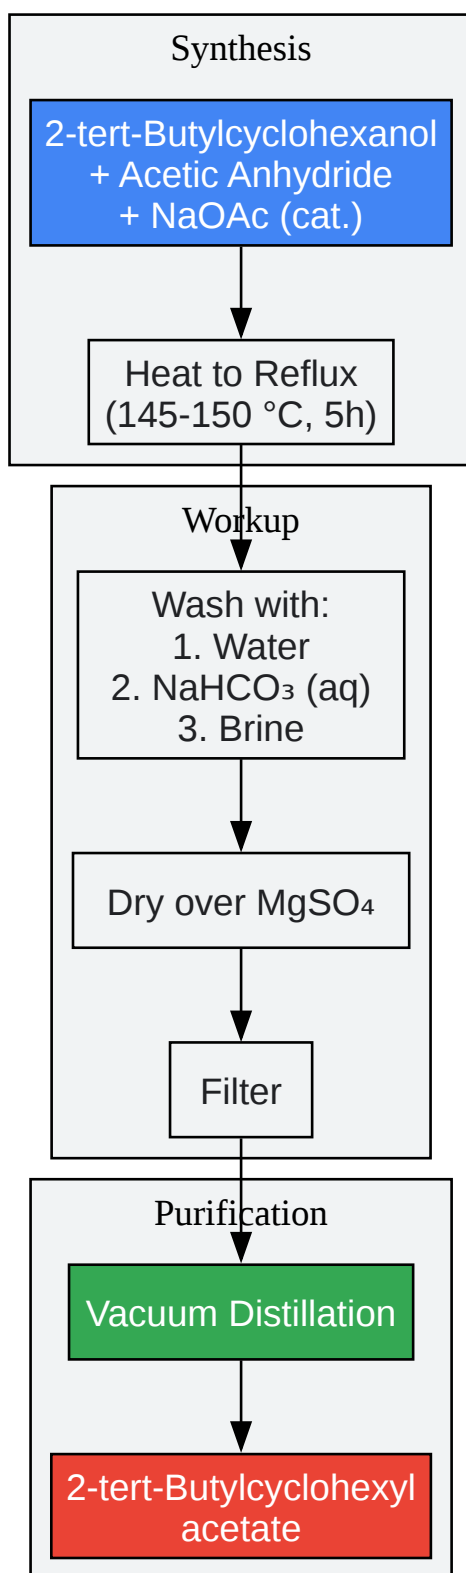 Synthesis
2-tert-Butylcyclohexanol
+ Acetic Anhydride
+ NaOAc (cat.)
Heat to Reflux
(145-150 °C, 5h)
Workup
Wash with:
1. Water
2. NaHCO₃ (aq)
3. Brine
Dry over MgSO₄
Filter
Purification
Vacuum Distillation
2-tert-Butylcyclohexyl
acetate